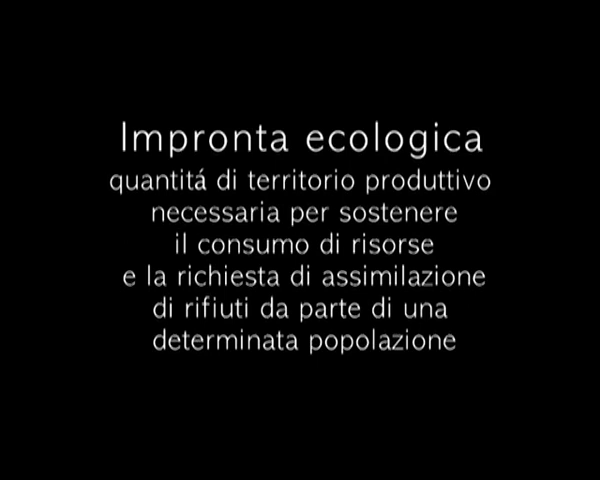 Impronta ecologica
quantitá di territorio produttivo
necessaria per sostenere
il consumo di risorse
e la richiesta di assimilazione
di rifiuti da parte di una
determinata popolazione